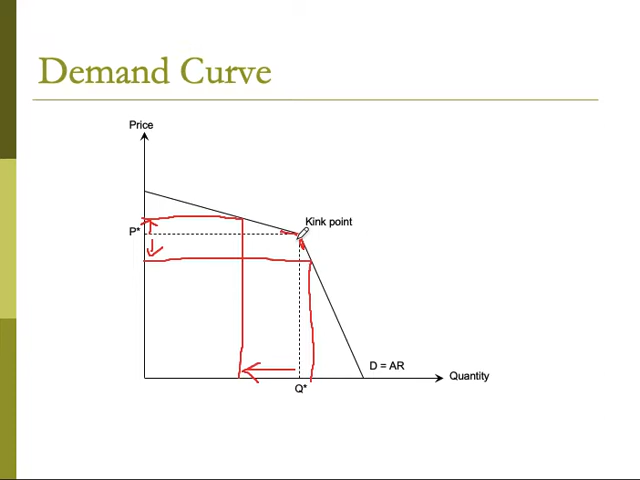 Demand Curve
Price
Kink point
P*
D = AR
Quantity
Q*